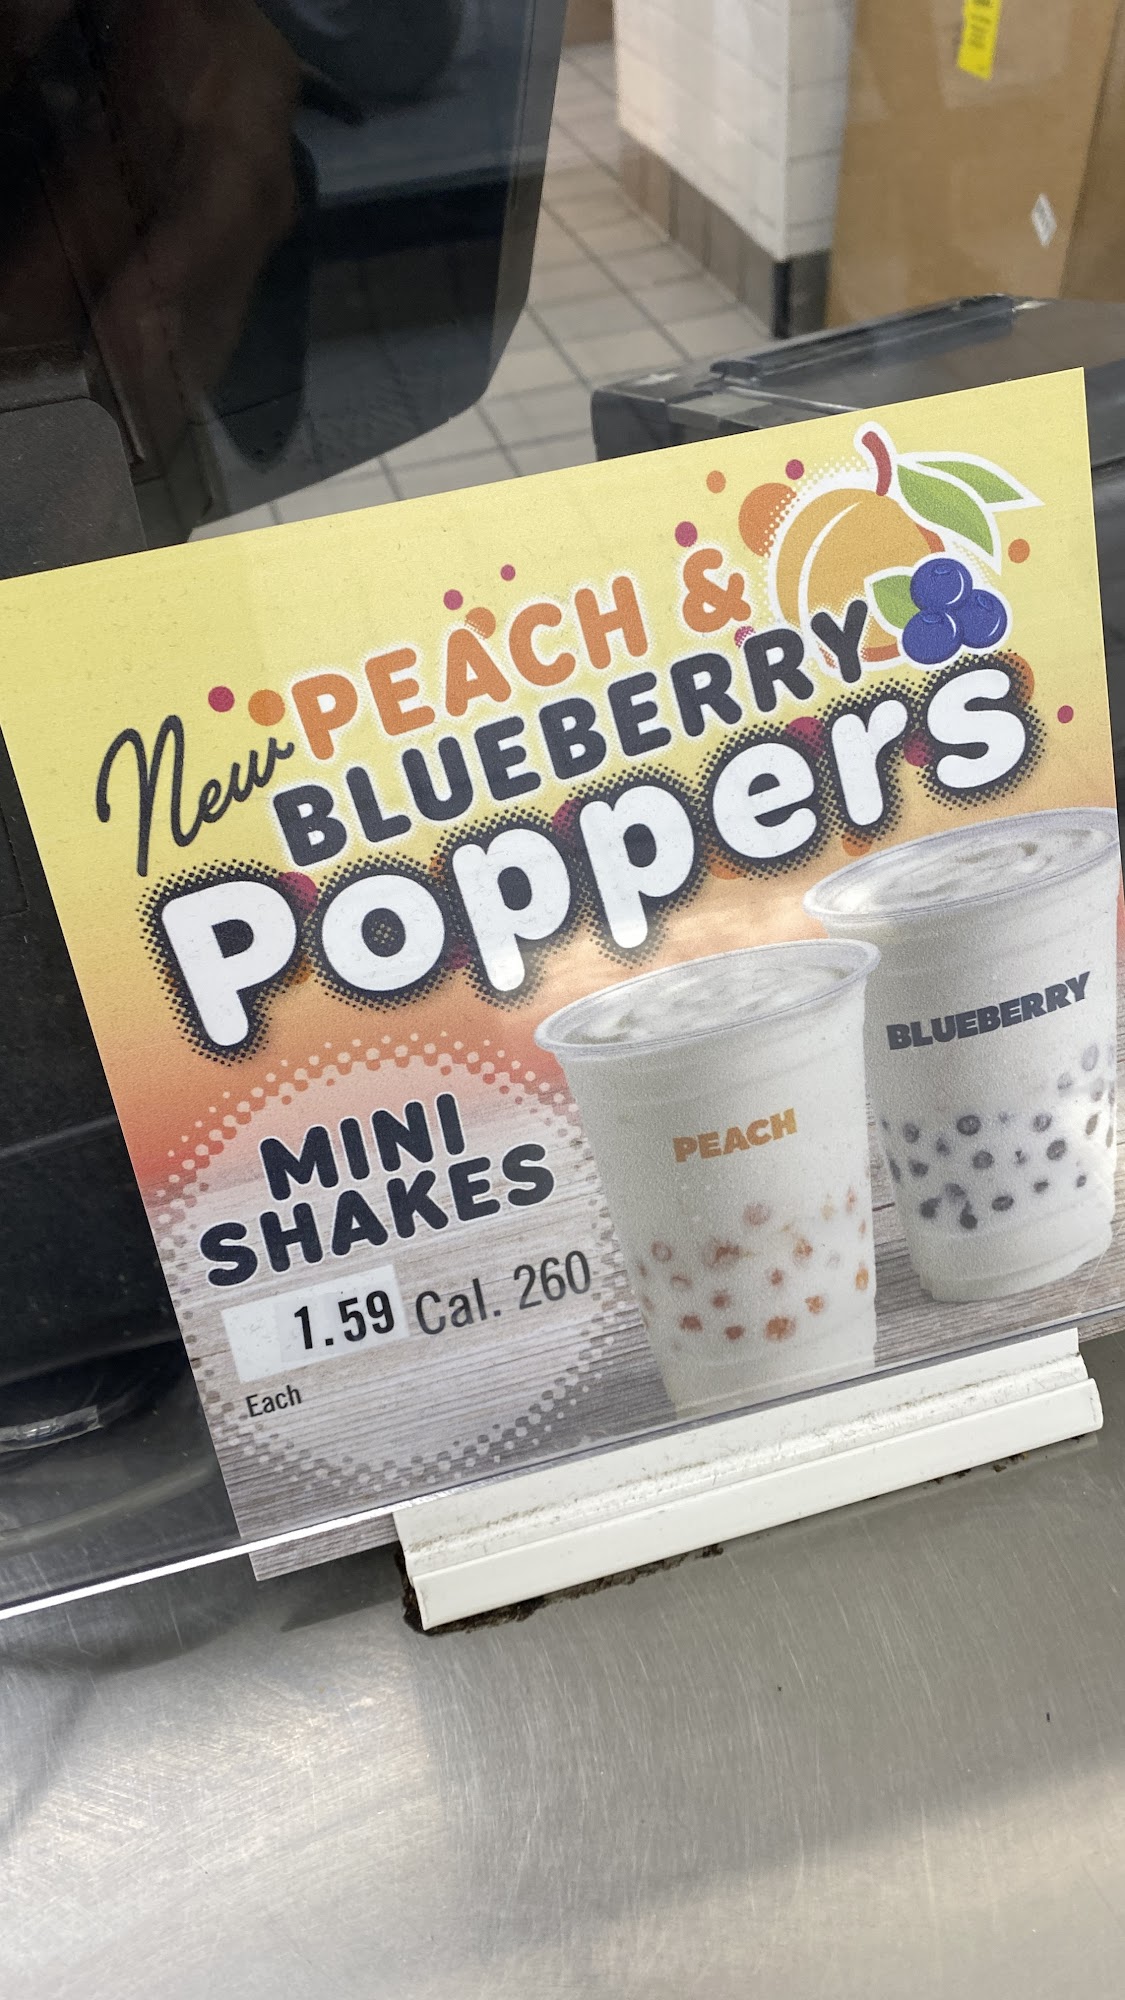 New PEACH &
BLUEBERRY
Poppers
MINI
SHAKES
1.59 Cal. 260
Each
PEACH
BLUEBERRY